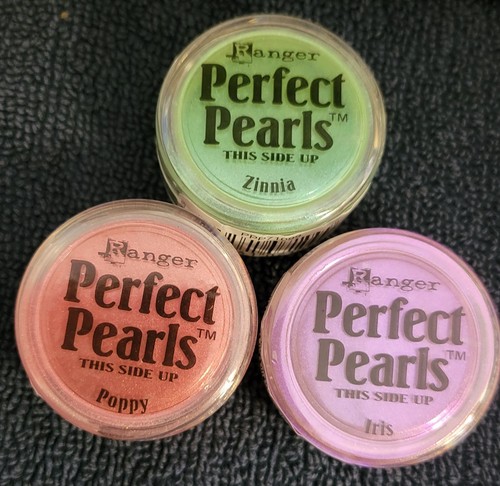 Ranger
Perfect
Pearls™
THIS SIDE UP
Zinnia
Ranger
Perfect
Pearls™
THIS SIDE UP
Poppy
Ranger
Perfect
Pearls™
THIS SIDE UP
Iris